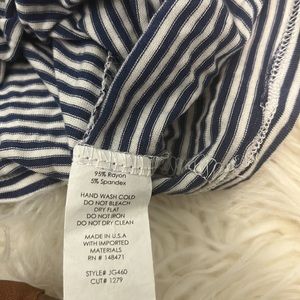 95% Rayon
5% Spandex
HAND WASH COLD
DO NOT BLEACH
DRY FLAT
DO NOT IRON
DO NOT DRY CLEAN
MADE IN U.S.A
WITH IMPORTED
MATERIALS
RN # 148471
STYLE# JG460
CUT# 1279